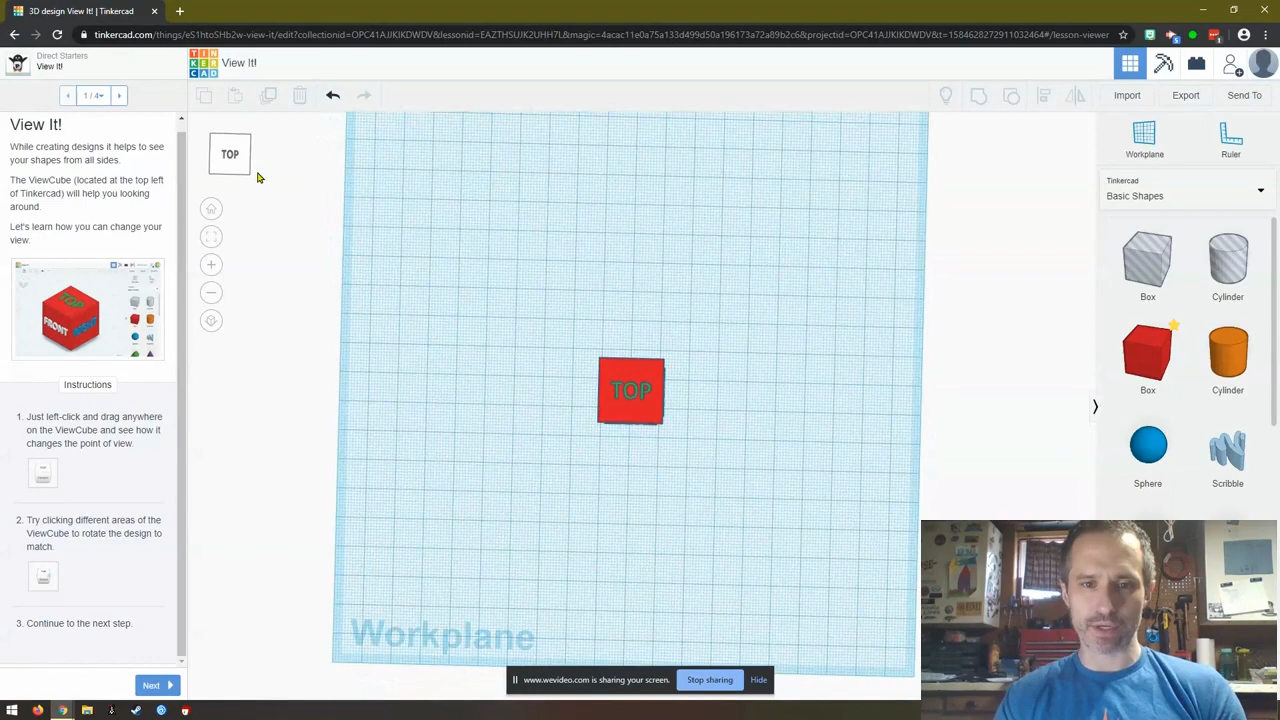 3D design View It! | Tinkercad
tinkercad.com/things/eS1htoSHb2w-view-it/edit?collectionid=OPC41AJJKIKDWDV&lessonid=EAZTHSUJK2UHH7L&magic=4acac11e0a75a133d499d50a196173a72a89b2c6&projectid=OPC41AJJKIKDWDV&t=1584628272911032464#/lesson-viewer
Direct Starters
View It!
TIN
KER
CAD
View It!
1 / 4
Import
Export
Send To
View It!
While creating designs it helps to see
your shapes from all sides.
The ViewCube (located at the top left
of Tinkercad) will help you looking
around.
Let's learn how you can change your
view.
TOP
FRONT
Instructions
1. Just left-click and drag anywhere
on the ViewCube and see how it
changes the point of view.
2. Try clicking different areas of the
ViewCube to rotate the design to
match.
3. Continue to the next step.
Next
TOP
TOP
Workplane
Workplane
Ruler
Tinkercad
Basic Shapes
Box
Cylinder
Box
Cylinder
Sphere
Scribble
www.wevideo.com is sharing your screen.
Stop sharing
Hide